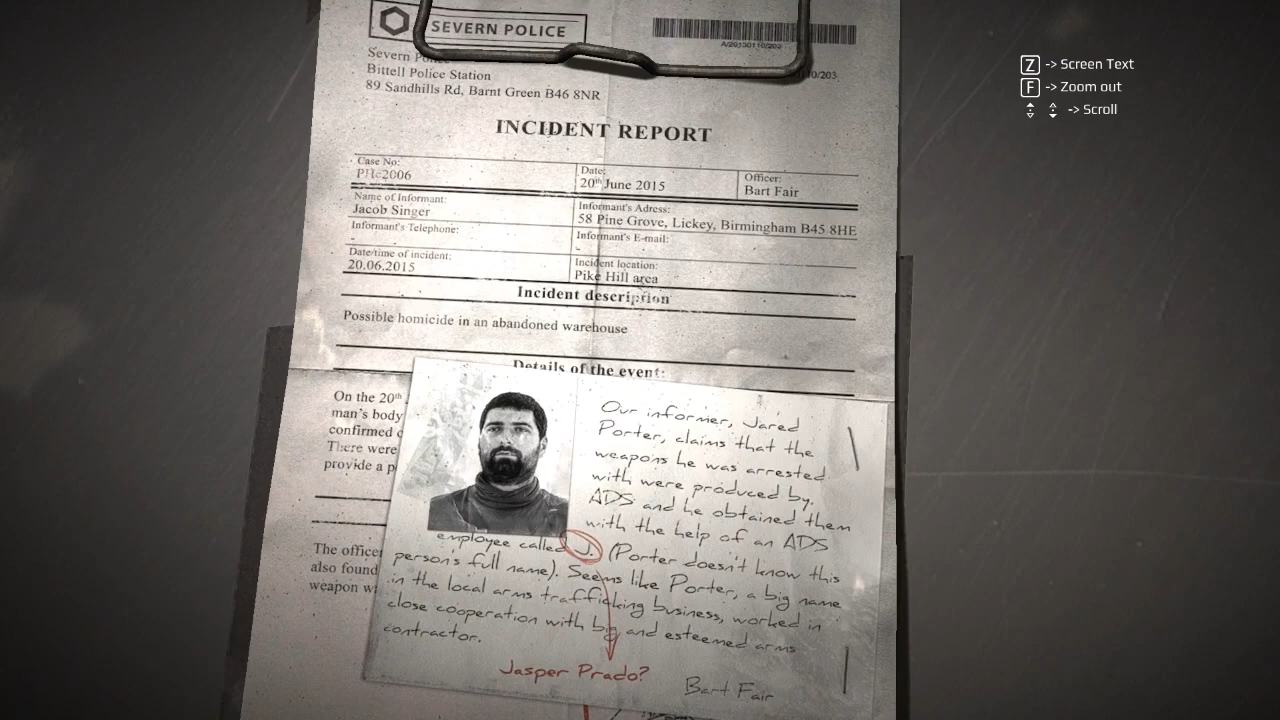 SEVERN POLICE
A/20150110/203
Severn
Bittell Police Station
89 Sandhills Rd, Barnt Green B46 8NR
INCIDENT REPORT
Case No:
PHc2006
Date:
20th June 2015
Officer:
Bart Fair
Name of Informant:
Jacob Singer
Informant's Adress:
58 Pine Grove, Lickey, Birmingham B45 8HE
Informant's Telephone:
-
Informant's E-mail:
-
Date/time of incident:
20.06.2015
Incident location:
Pike Hill area
Incident description
Possible homicide in an abandoned warehouse
Details of the event:
On the 20th
man's body
confirmed
There were
provide a
The officer
also found
weapon
Our informer, Jared
Porter, claims that the
weapons he was arrested
with were produced by
ADS and he obtained them
with the help of an ADS
employee called J. (Porter doesn't know this
person's full name). Seems like Porter, a big name
in the local arms trafficking business, worked in
close cooperation with big and esteemed arms
contractor.
Jasper Prado?
Bart Fair
Z -> Screen Text
F -> Zoom out
-> Scroll